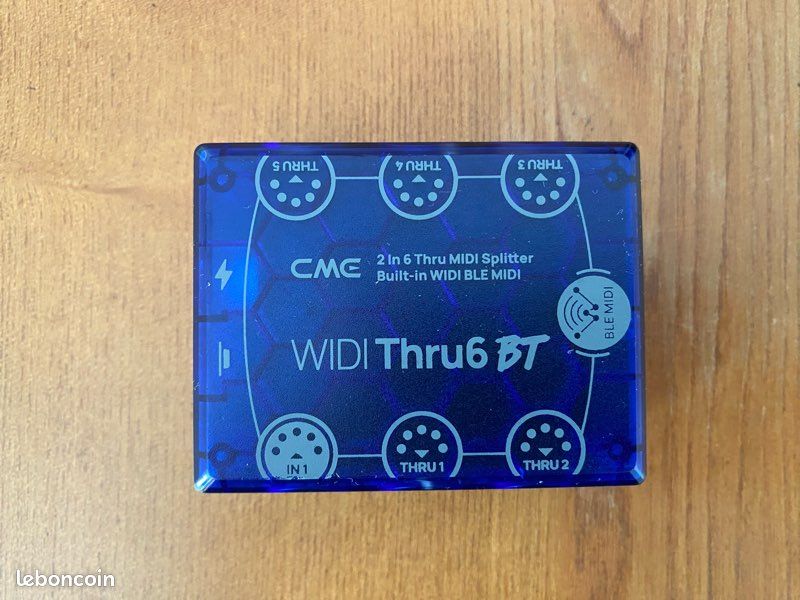 THRU 5
THRU 4
THRU 3
CME
2 In 6 Thru MIDI Splitter
Built-in WIDI BLE MIDI
BLE MIDI
WIDI Thru6 BT
IN 1
THRU 1
THRU 2
leboncoin